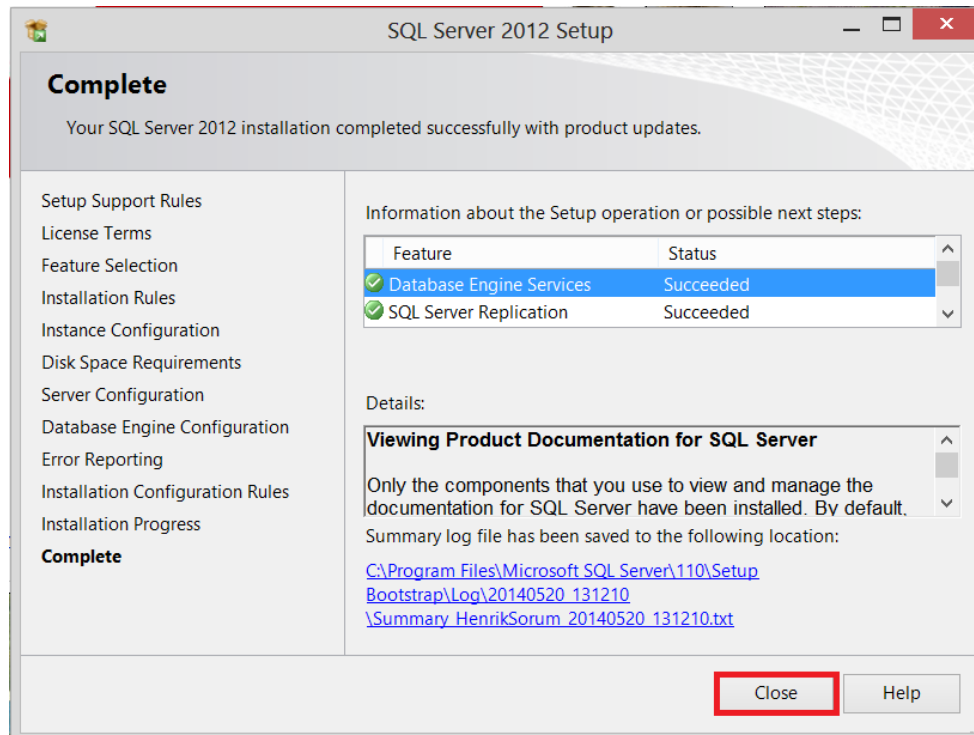 SQL Server 2012 Setup
Complete
Your SQL Server 2012 installation completed successfully with product updates.
Setup Support Rules
License Terms
Feature Selection
Installation Rules
Instance Configuration
Disk Space Requirements
Server Configuration
Database Engine Configuration
Error Reporting
Installation Configuration Rules
Installation Progress
Complete
Information about the Setup operation or possible next steps:
Feature Status
Database Engine Services Succeeded
SQL Server Replication Succeeded
Details:
Viewing Product Documentation for SQL Server
Only the components that you use to view and manage the
documentation for SQL Server have been installed. By default,
Summary log file has been saved to the following location:
C:\Program Files\Microsoft SQL Server\110\Setup
Bootstrap\Log\20140520_131210
\Summary_HenrikSorum_20140520_131210.txt
Close Help